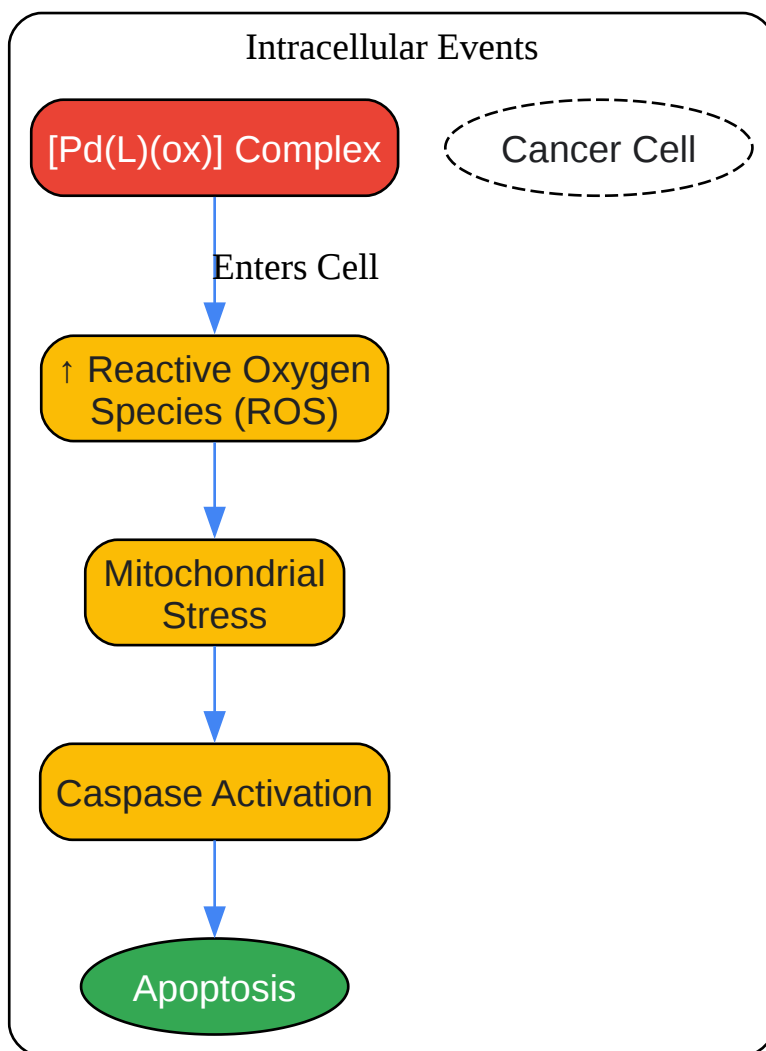 Intracellular Events
[Pd(L)(ox)] Complex
Cancer Cell
Enters Cell
↑ Reactive Oxygen
Species (ROS)
Mitochondrial
Stress
Caspase Activation
Apoptosis